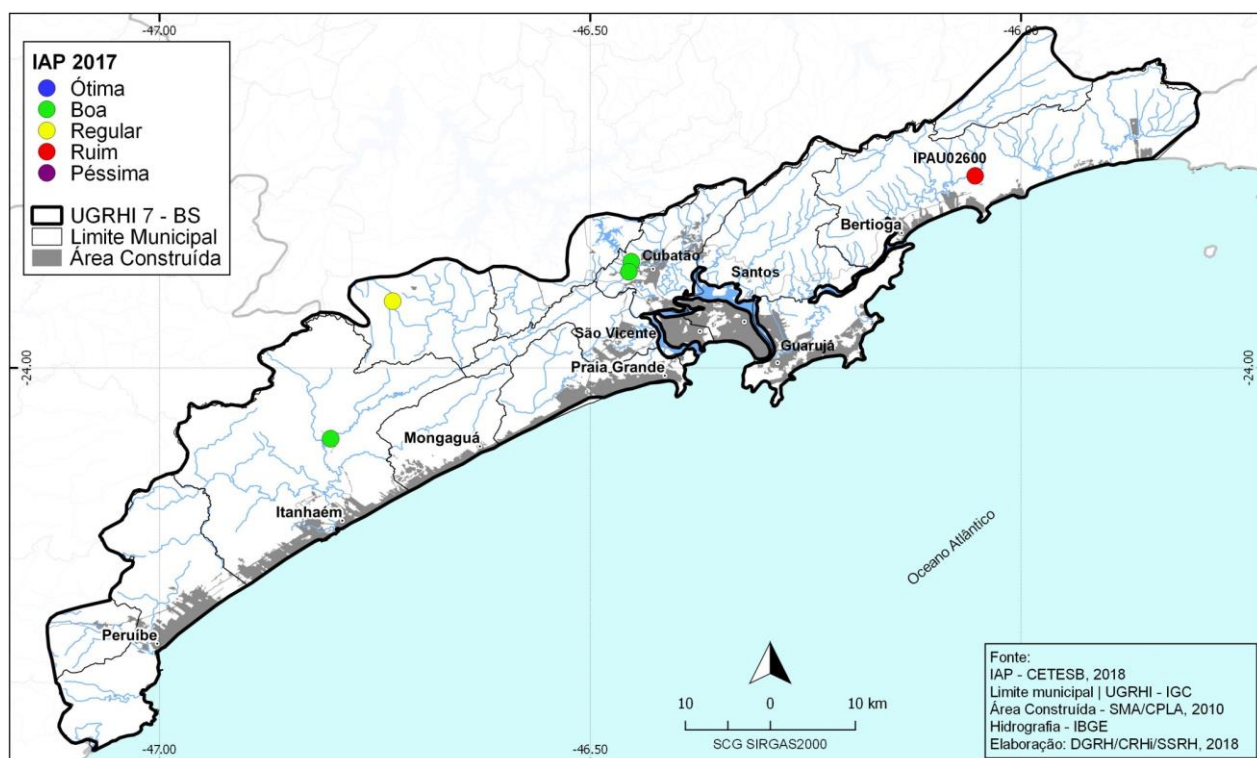 -47.00
-46.50
-46.00
IAP 2017
Ótima
Boa
Regular
Ruim
Péssima
UGRHI 7 - BS
Limite Municipal
Área Construída
IPAU02600
Bertioga
Cubatão
Santos
São Vicente
Guarujá
Praia Grande
-24.00
-24.00
Mongaguá
Itanhaém
Oceano Atlântico
Peruíbe
10 0 10 km
SCG SIRGAS2000
Fonte:
IAP - CETESB, 2018
Limite municipal | UGRHI - IGC
Área Construída - SMA/CPLA, 2010
Hidrografia - IBGE
Elaboração: DGRH/CRHi/SSRH, 2018
-47.00
-46.50
-46.00